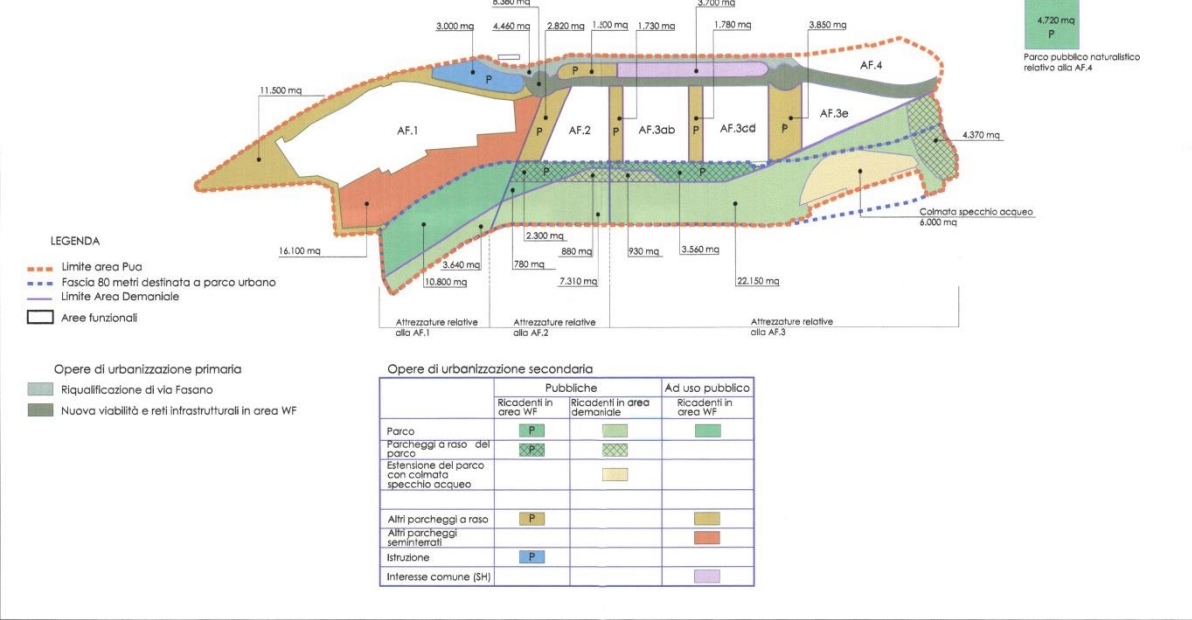 8.380 mq
3.700 mq
3.000 mq
4.460 mq
2.820 mq
1.500 mq
1.730 mq
1.780 mq
3.850 mq
4.720 mq
P
Parco pubblico naturalistico
relativo alla AF.4
11.500 mq
P
P
AF.4
AF.1
P
AF.2
P
AF.3ab
P
AF.3cd
P
AF.3e
4.370 mq
P
P
Colmata specchio acqueo
6.000 mq
16.100 mq
2.300 mq
3.640 mq
780 mq
880 mq
930 mq
3.560 mq
10.800 mq
7.310 mq
22.150 mq
Attrezzature relative
alla AF.1
Attrezzature relative
alla AF.2
Attrezzature relative
alla AF.3
LEGENDA
Limite area Pua
Fascia 80 metri destinata a parco urbano
Limite Area Demaniale
Aree funzionali
Opere di urbanizzazione primaria
Riqualificazione di via Fasano
Nuova viabilità e reti infrastrutturali in area WF
Opere di urbanizzazione secondaria
Pubbliche
Ad uso pubblico
Ricadenti in
area WF
Ricadenti in area
demaniale
Ricadenti in
area WF
Parco
P
Parcheggi a raso del
parco
P
Estensione del parco
con colmata
specchio acqueo
Altri parcheggi a raso
P
Altri parcheggi
seminterrati
Istruzione
P
Interesse comune (SH)